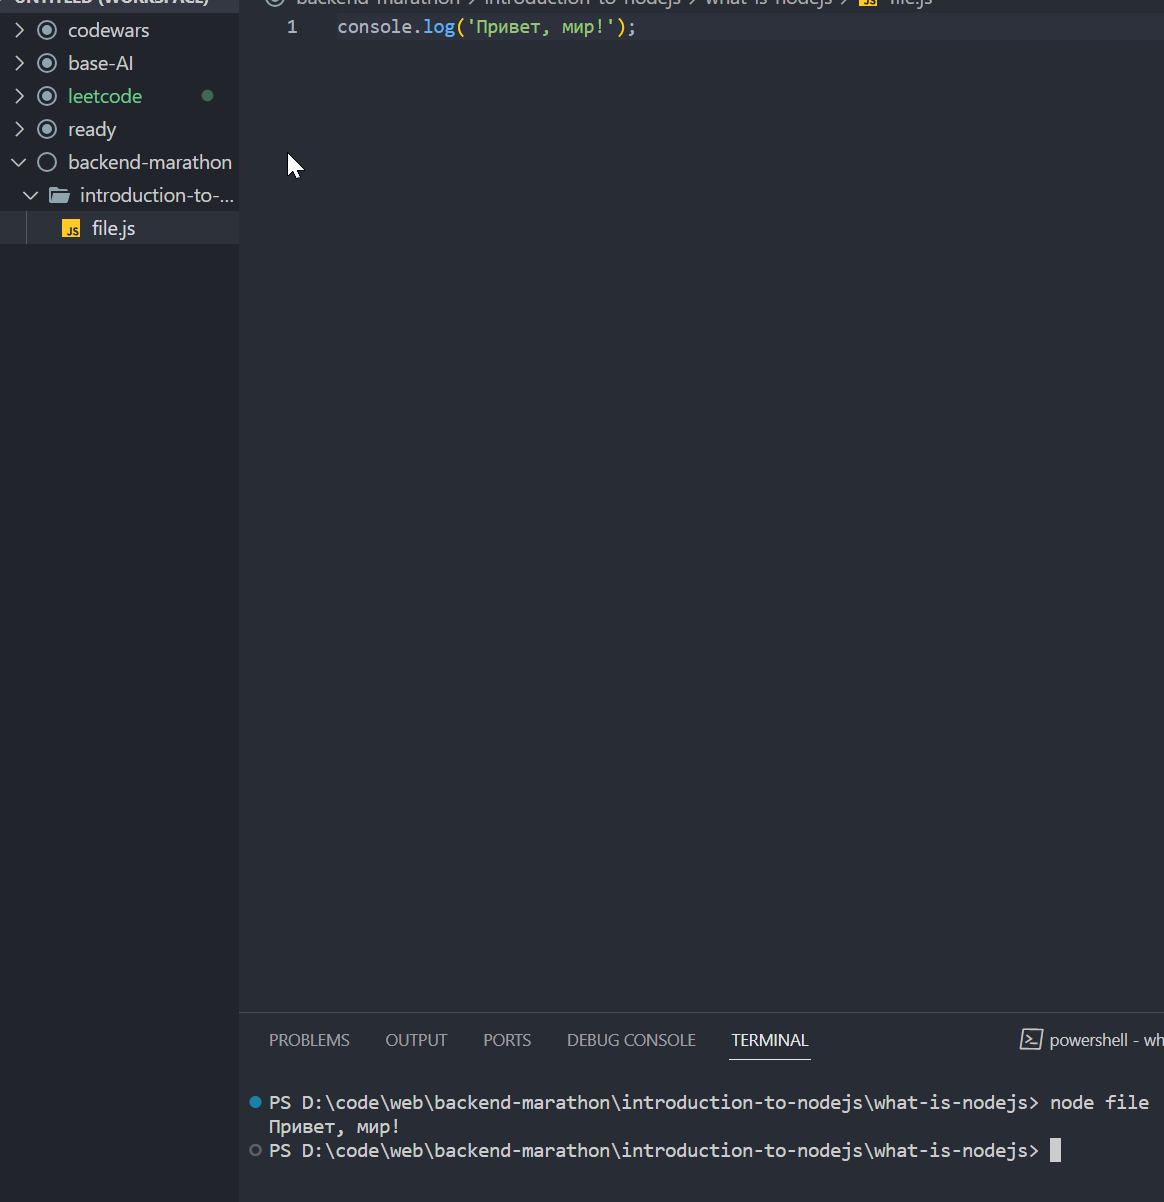 UNTITLED (WORKSPACE)
codewars
base-AI
leetcode
ready
backend-marathon
introduction-to-...
JS file.js
backend-marathon > introduction-to-nodejs > what-is-nodejs > JS file.js
1 console.log('Привет, мир!');
PROBLEMS OUTPUT PORTS DEBUG CONSOLE TERMINAL powershell - wh
PS D:\code\web\backend-marathon\introduction-to-nodejs\what-is-nodejs> node file
Привет, мир!
PS D:\code\web\backend-marathon\introduction-to-nodejs\what-is-nodejs>